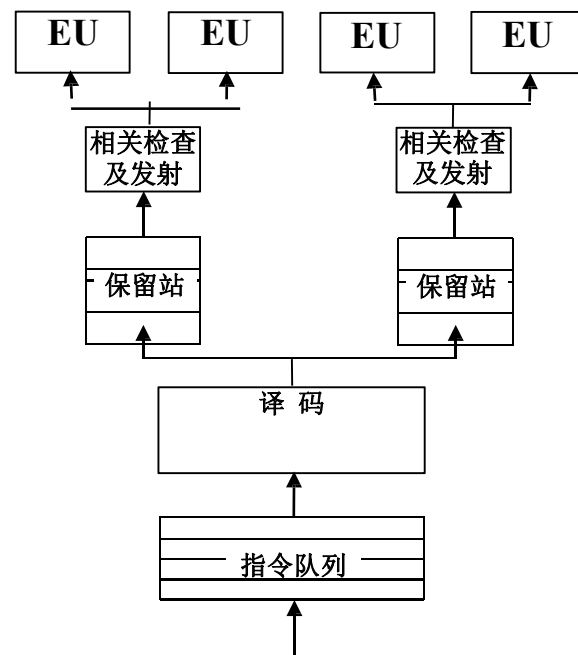 EU EU EU EU
相关检查 相关检查
及发射 及发射
保留站 保留站
译 码
指令队列